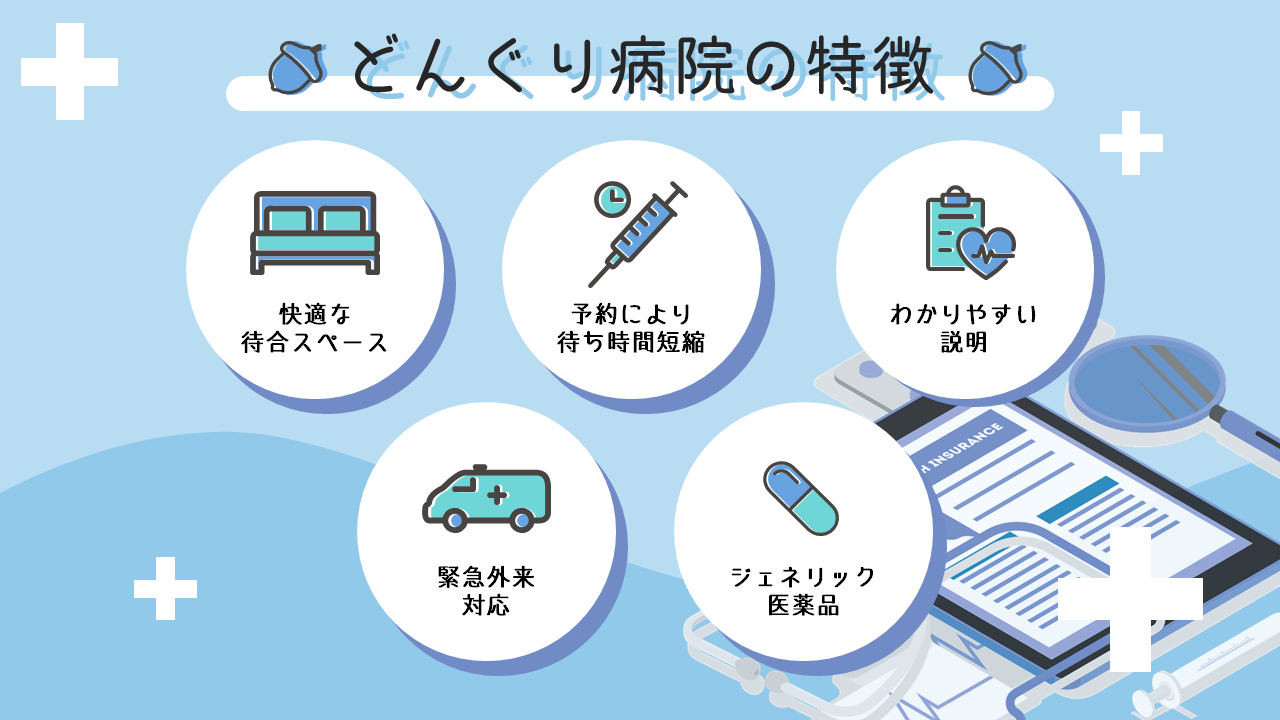 どんぐり病院の特徴
快適な
待合スペース
予約により
待ち時間短縮
わかりやすい
説明
緊急外来
対応
ジェネリック
医薬品
INSURANCE